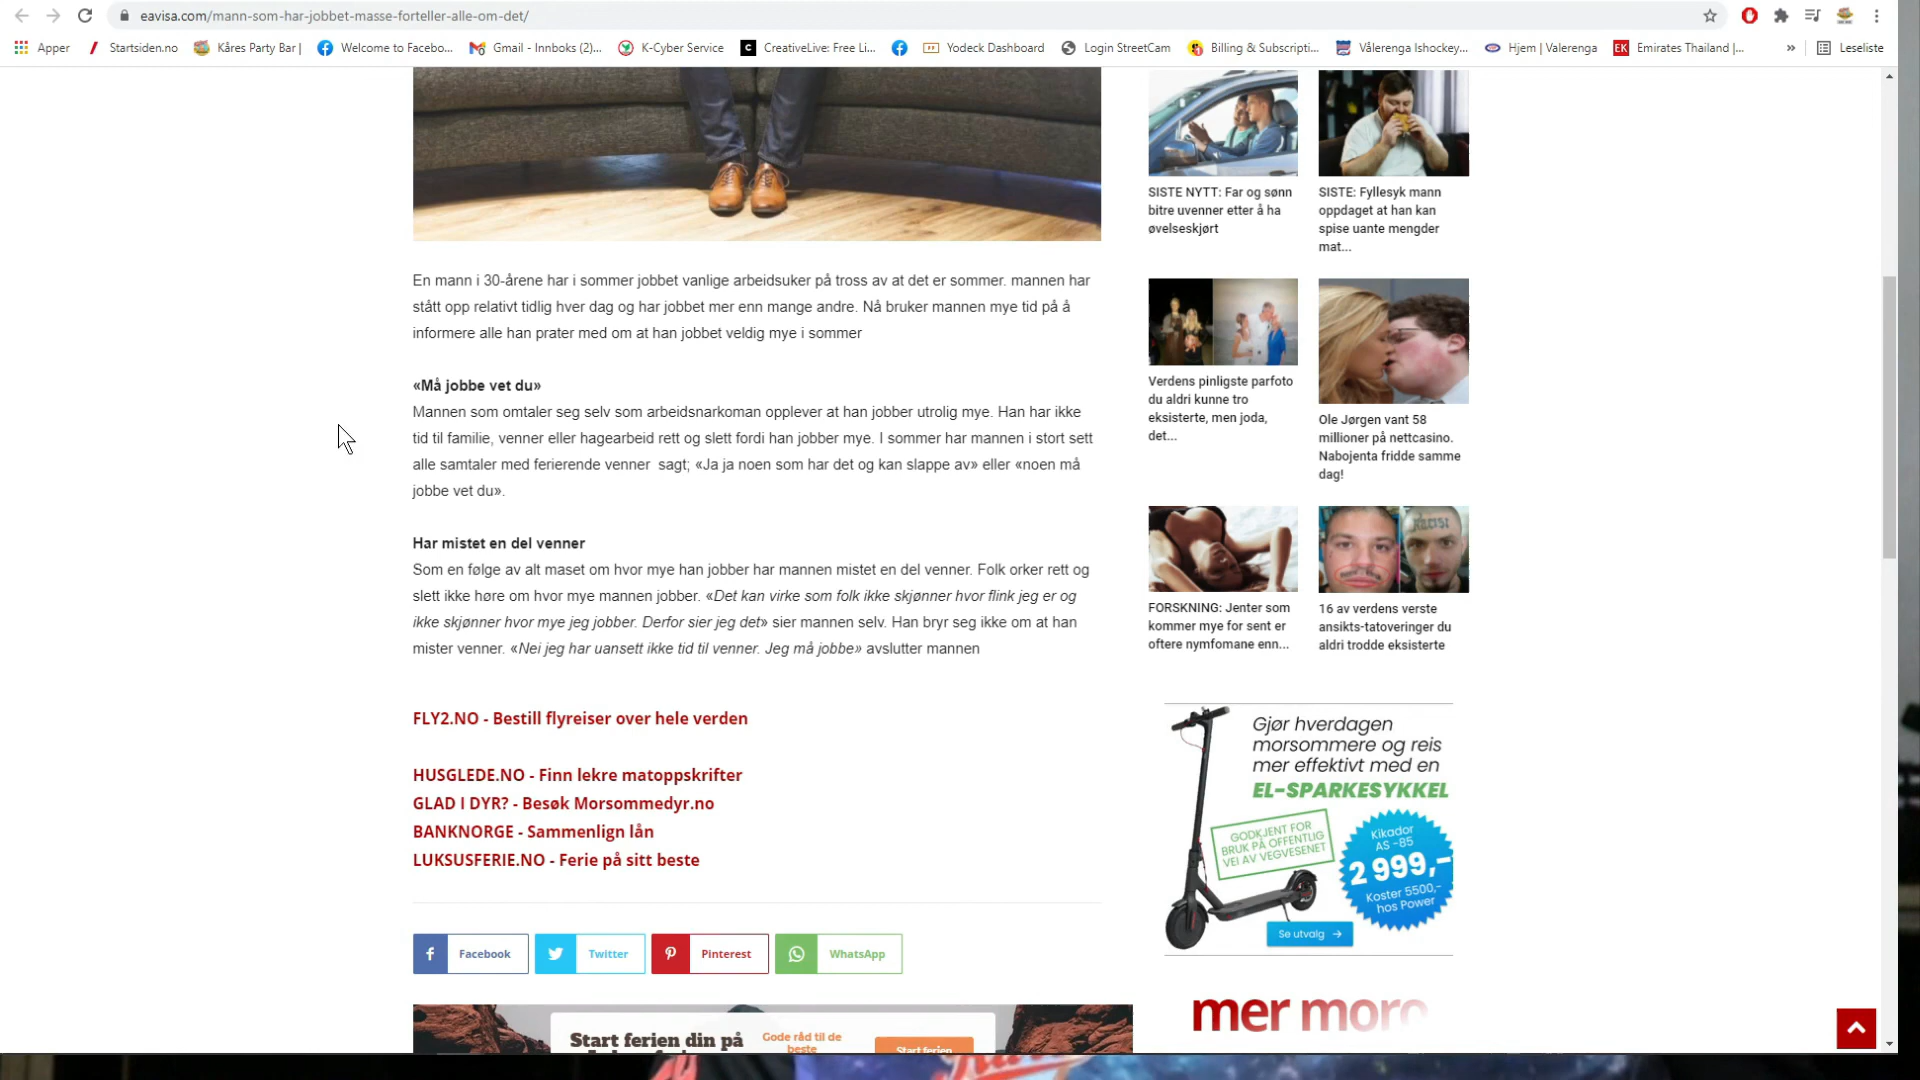 eavisa.com/mann-som-har-jobbet-masse-forteller-alle-om-det/
Apper
Startsiden.no
Kåres Party Bar |
Welcome to Facebo...
Gmail - Innboks (2)...
K-Cyber Service
CreativeLive: Free Li...
Yodeck Dashboard
Login StreetCam
Billing & Subscripti...
Vålerenga Ishockey...
Hjem | Valerenga
EK
Emirates Thailand |...
»
Leseliste
En mann i 30-årene har i sommer jobbet vanlige arbeidsuker på tross av at det er sommer. mannen har
stått opp relativt tidlig hver dag og har jobbet mer enn mange andre. Nå bruker mannen mye tid på å
informere alle han prater med om at han jobbet veldig mye i sommer
«Må jobbe vet du»
Mannen som omtaler seg selv som arbeidsnarkoman opplever at han jobber utrolig mye. Han har ikke
tid til familie, venner eller hagearbeid rett og slett fordi han jobber mye. I sommer har mannen i stort sett
alle samtaler med ferierende venner  sagt; «Ja ja noen som har det og kan slappe av» eller «noen må
jobbe vet du».
Har mistet en del venner
Som en følge av alt maset om hvor mye han jobber har mannen mistet en del venner. Folk orker rett og
slett ikke høre om hvor mye mannen jobber. «Det kan virke som folk ikke skjønner hvor flink jeg er og
ikke skjønner hvor mye jeg jobber. Derfor sier jeg det» sier mannen selv. Han bryr seg ikke om at han
mister venner. «Nei jeg har uansett ikke tid til venner. Jeg må jobbe» avslutter mannen
FLY2.NO - Bestill flyreiser over hele verden
HUSGLEDE.NO - Finn lekre matoppskrifter
GLAD I DYR? - Besøk Morsommedyr.no
BANKNORGE - Sammenlign lån
LUKSUSFERIE.NO - Ferie på sitt beste
Facebook
Twitter
Pinterest
WhatsApp
Start ferien din på
Gode råd til de
beste
Start ferien
SISTE NYTT: Far og sønn
bitre uvenner etter å ha
øvelseskjørt
SISTE: Fyllesyk mann
oppdaget at han kan
spise uante mengder
mat...
Verdens pinligste parfoto
du aldri kunne tro
eksisterte, men joda,
det...
Ole Jørgen vant 58
millioner på nettcasino.
Nabojenta fridde samme
dag!
RECIST
FORSKNING: Jenter som
kommer mye for sent er
oftere nymfomane enn...
16 av verdens verste
ansikts-tatoveringer du
aldri trodde eksisterte
Gjør hverdagen
morsommere og reis
mer effektivt med en
EL-SPARKESYKKEL
GODKJENT FOR
BRUK PÅ OFFENTLIG
VEI AV VEGVESENET
Kikador
AS -85
2 999,-
Koster 5500,-
hos Power
Se utvalg →
mer moro